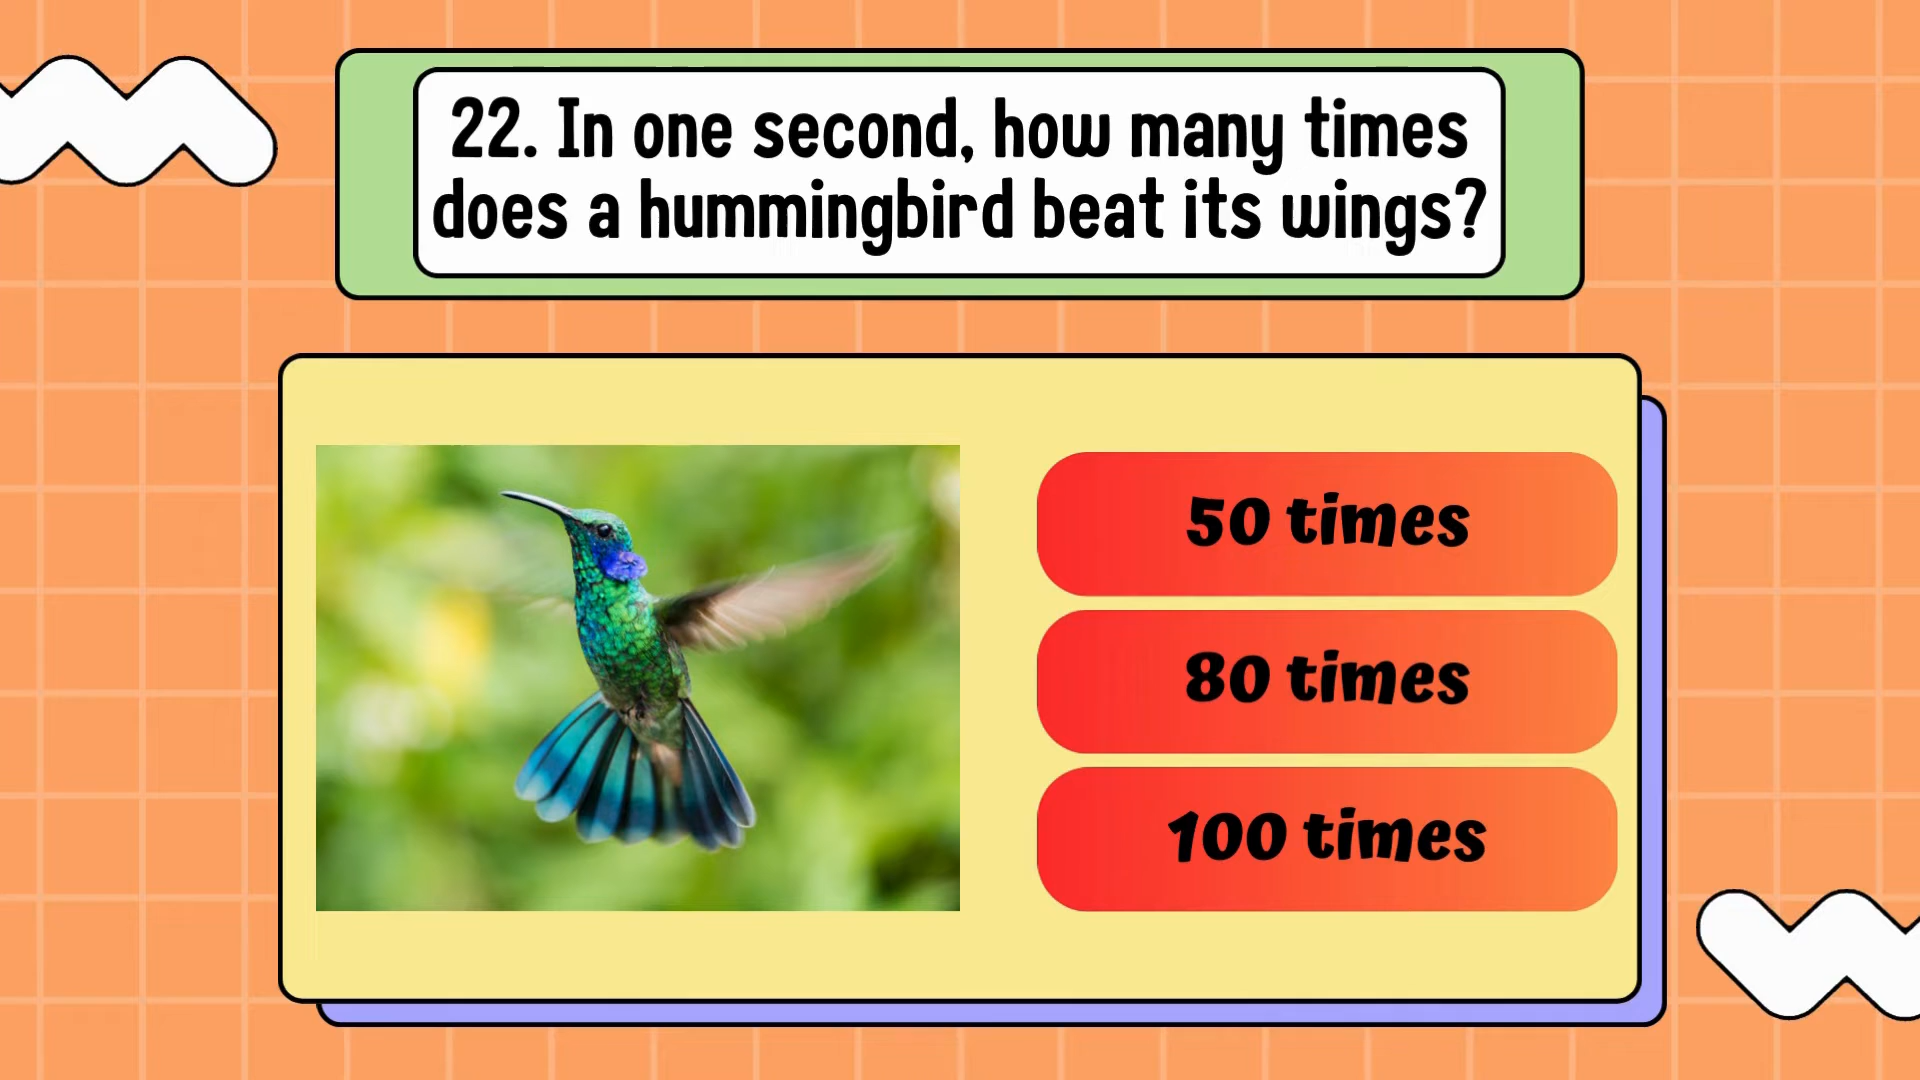 22. In one second, how many times
does a hummingbird beat its wings?
50 times
80 times
100 times